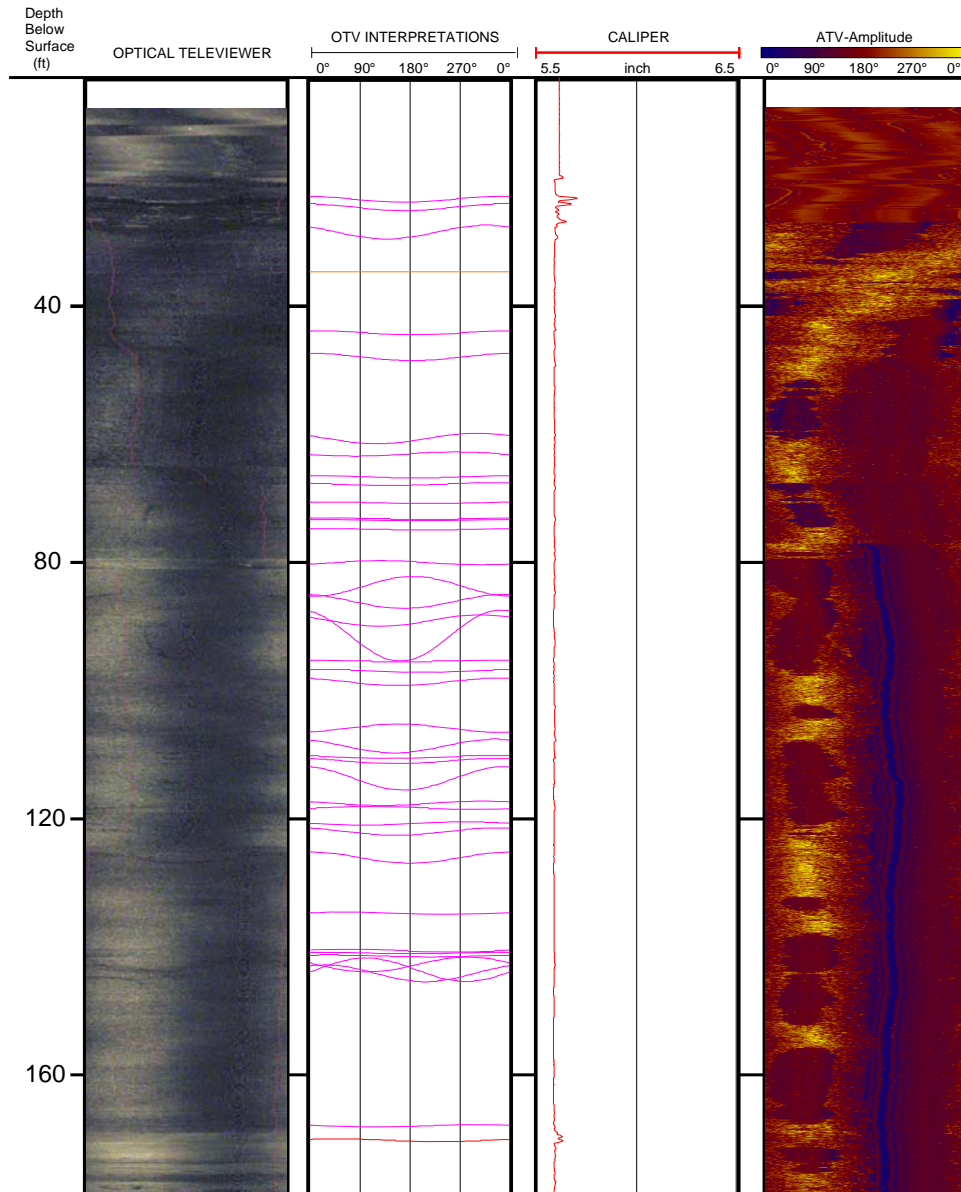 Depth
Below
Surface
(ft)
OPTICAL TELEVIEWER
OTV INTERPRETATIONS
0° 90° 180° 270° 0°
CALIPER
5.5 inch 6.5
ATV-Amplitude
0° 90° 180° 270° 0°
40
80
120
160